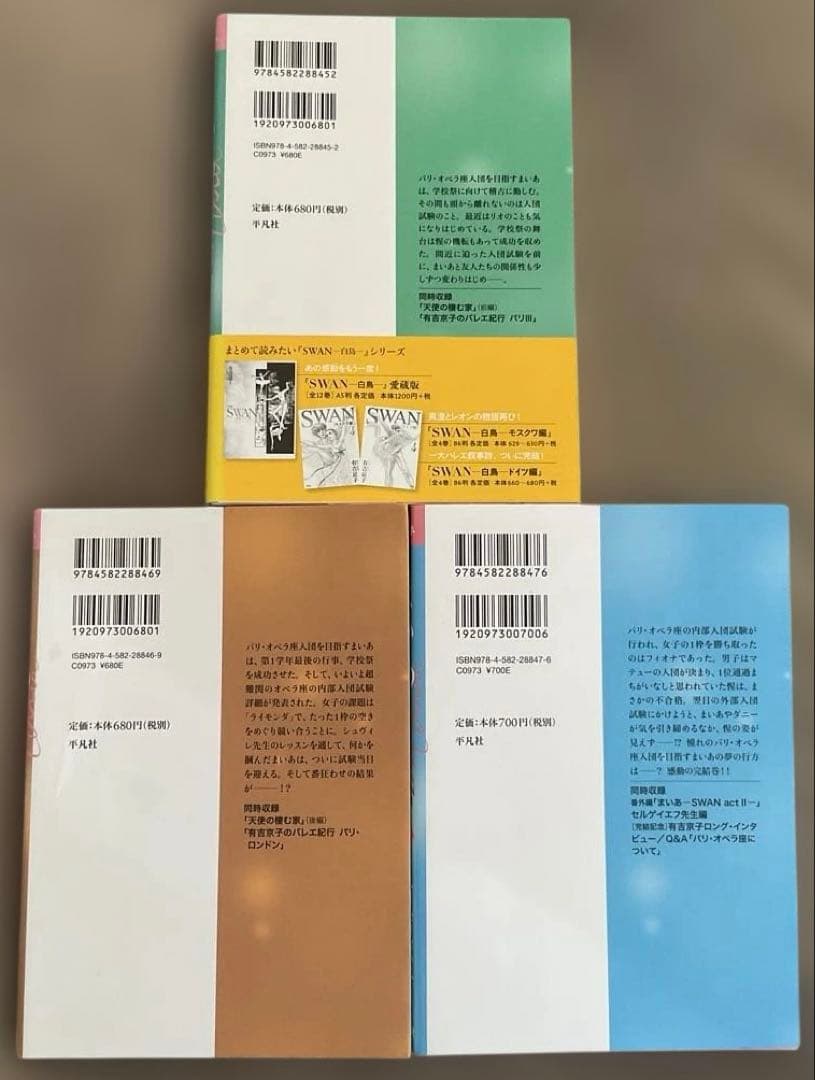 9784582288452
1920973006801
ISBN978-4-582-28845-2
C0973 ¥680E
定価：本体680円（税別）
平凡社
パリ・オペラ座入団を目指すまいあ
は、学校祭に向けて稽古に勤しむ。
その間も頭から離れないのは入団
試験のこと。最近はリオのことも気
になりはじめている。学校祭の舞
台は惺の機転もあって成功を収め
た。間近に迫った入団試験を前
に、まいあと友人たちの関係性も少
しずつ変わりはじめ——。
同時収録
「天使の棲む家」（前編）
「有吉京子のバレエ紀行 パリIII」
まとめて読みたい「SWAN—白鳥—」シリーズ
あの感動をもう一度！
「SWAN—白鳥—」愛蔵版
［全12巻］A5判 各定価 本体1200円+税
SWAN
真澄とレオンの物語再び！
「SWAN—白鳥—モスクワ編」
［全4巻］B6判 各定価 本体 629—650円+税
一大バレエ叙事詩、ついに完結！
「SWAN—白鳥—ドイツ編」
［全4巻］B6判 各定価 本体660—680円+税
SWAN
SWAN
有吉京子
9784582288469
1920973006801
ISBN978-4-582-28846-9
C0973 ¥680E
定価：本体680円（税別）
平凡社
パリ・オペラ座入団を目指すまいあ
は、第1学年最後の行事、学校祭
を成功させた。そして、いよいよ超
難関のオペラ座の内部入団試験
詳細が発表された。女子の課題は
「ライモンダ」で、たった1枠の空き
をめぐり競い合うことに。シュヴィ
レ先生のレッスンを通して、何かを
掴んだまいあは、ついに試験当日
を迎える。そして番狂わせの結果
が———！？
同時収録
「天使の棲む家」（後編）
「有吉京子のバレエ紀行 パリ・
ロンドン」
9784582288476
1920973007006
ISBN978-4-582-28847-6
C0973 ¥700E
定価：本体700円（税別）
平凡社
パリ・オペラ座の内部入団試験が
行われ、女子の1枠を勝ち取った
のはフィオナであった。男子はマ
テューの入団が決まり、1位通過ま
ちがいなしと思われていた惺は、ま
さかの不合格。翌日の外部入団
試験にかけようと、まいあやダニー
が気を引き締めるなか、惺の姿が
見えず——！？ 憧れのパリ・オペラ
座入団を目指すまいあの夢の行方
は——？ 感動の完結巻！！
同時収録
番外編「まいあ—SWAN actII—」
セルゲイエフ先生編
［完結記念］有吉京子ロング・インタ
ビュー／Q&A「パリ・オペラ座に
ついて」